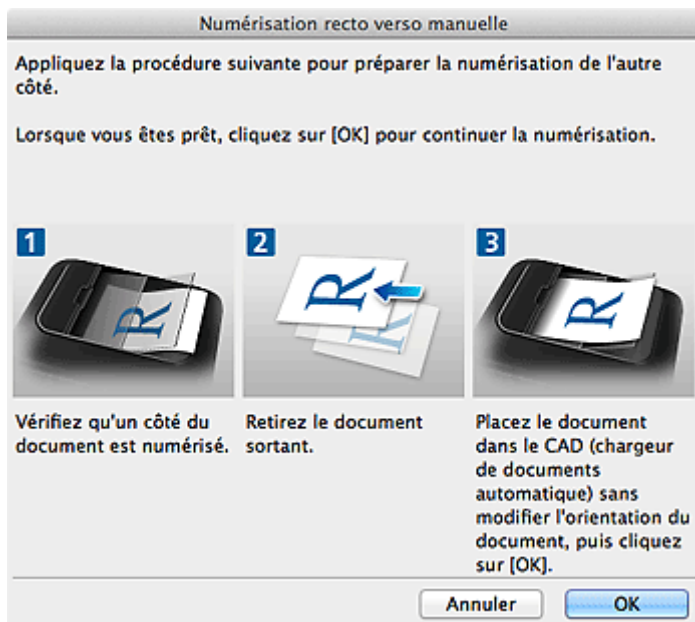 Numérisation recto verso manuelle
Appliquez la procédure suivante pour préparer la numérisation de l'autre
côté.
Lorsque vous êtes prêt, cliquez sur [OK] pour continuer la numérisation.
1
R
2
R
R
3
R
Vérifiez qu'un côté du
document est numérisé.
Retirez le document
sortant.
Placez le document
dans le CAD (chargeur
de documents
automatique) sans
modifier l'orientation du
document, puis cliquez
sur [OK].
Annuler
OK